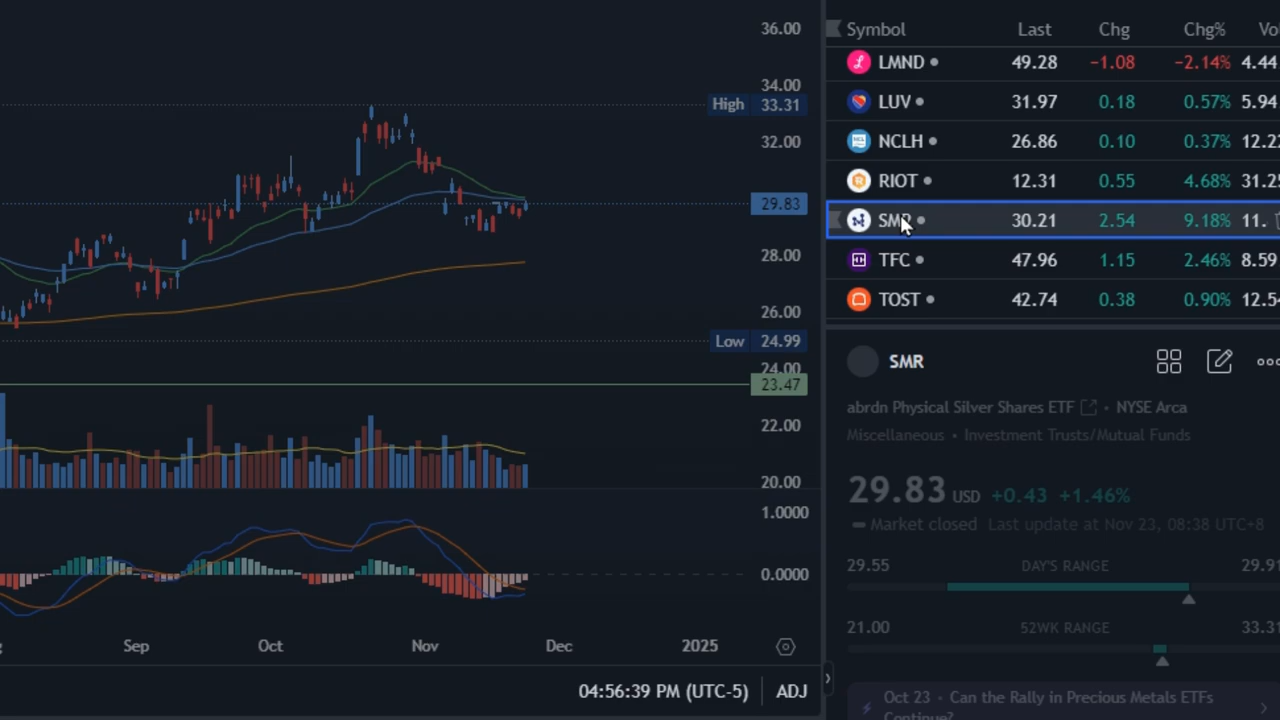 36.00
34.00
High 33.31
32.00
29.83
28.00
26.00
Low 24.99
24.00
23.47
22.00
20.00
1.0000
0.0000
Sep Oct Nov Dec 2025
04:56:39 PM (UTC-5) ADJ
Symbol Last Chg Chg%
LMND 49.28 −1.08 −2.14% 4.44
LUV 31.97 0.18 0.57% 5.94
NCLH 26.86 0.10 0.37%
RIOT 12.31 0.55 4.68%
SMR 30.21 2.54 9.18% 11.
TFC 47.96 1.15 2.46% 8.59
TOST 42.74 0.38 0.90%
SMR
abrdn Physical Silver Shares ETF • NYSE Arca
Miscellaneous • Investment Trusts/Mutual Funds
29.83 USD +0.43 +1.46%
Market closed Last update at Nov 23, 08:38 UTC+8
29.55 DAY'S RANGE 29.91
21.00 52WK RANGE 33.31
Oct 23 • Can the Rally in Precious Metals ETFs
Continue?